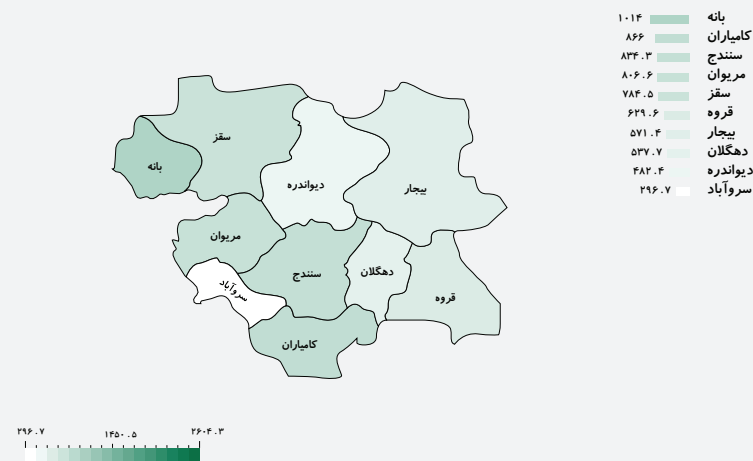 بانه ۱۰۱۴
کامیاران ۸۶۶
سنندج ۸۳۴.۳
مریوان ۸۰۶.۶
سقز ۷۸۴.۵
قروه ۶۲۹.۶
بیجار ۵۷۱.۴
دهگلان ۵۳۷.۷
دیواندره ۴۸۲.۴
سروآباد ۲۹۶.۷
سقز
بانه
دیواندره
بیجار
مریوان
سنندج
دهگلان
سروآباد
قروه
کامیاران
۲۹۶.۷ ۱۴۵۰.۵ ۲۶۰۴.۳